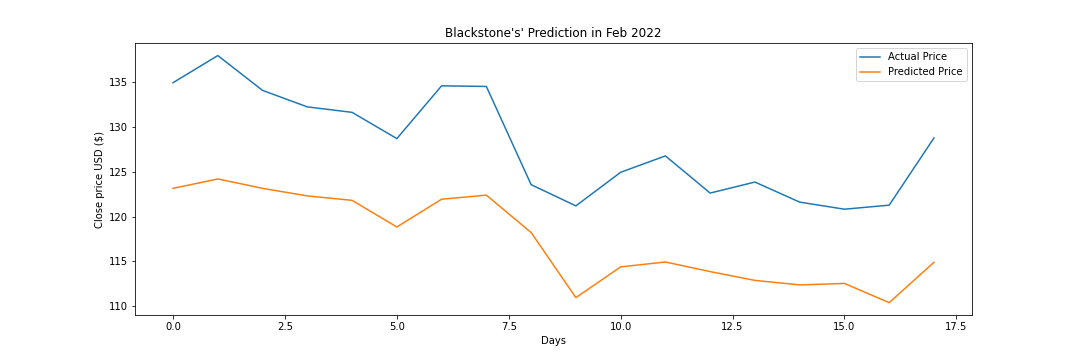 Blackstone's' Prediction in Feb 2022
Actual Price
Predicted Price
135
130
125
120
115
110
Close price USD ($)
0.0 2.5 5.0 7.5 10.0 12.5 15.0 17.5
Days